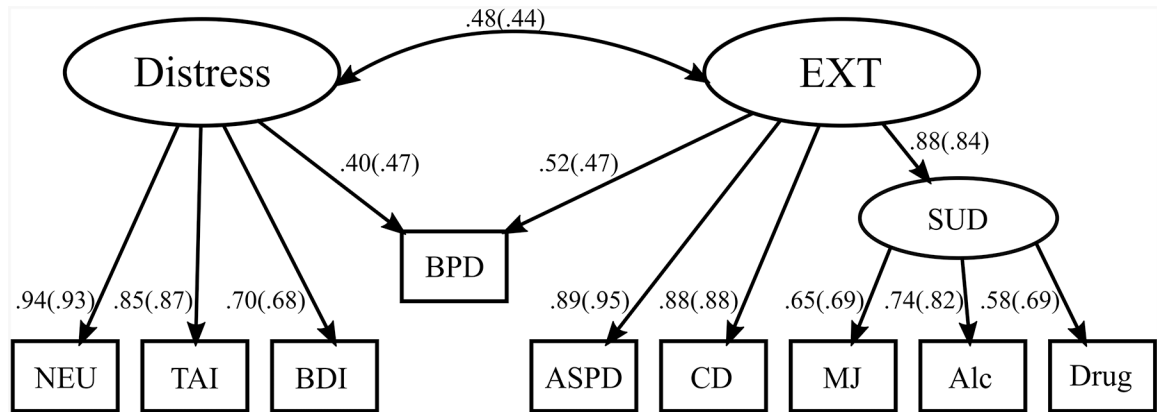 .48(.44)
Distress
EXT
.40(.47)
.52(.47)
.88(.84)
SUD
BPD
.94(.93)
.85(.87)
.70(.68)
.89(.95)
.88(.88)
.65(.69)
.74(.82)
.58(.69)
NEU
TAI
BDI
ASPD
CD
MJ
Alc
Drug